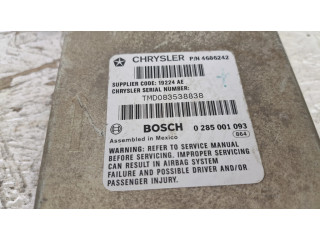 CHRYSLER P/N 4686242
SUPPLIER CODE: 19224 AE
CHRYSLER SERIAL NUMBER:
TMD083538838
BOSCH 0 285 001 093
Assembled in Mexico 864
WARNING: REFER TO SERVICE MANUAL
BEFORE SERVICING. IMPROPER SERVICING
CAN RESULT IN AIRBAG SYSTEM
FAILURE AND POSSIBLE DRIVER AND/OR
PASSENGER INJURY.